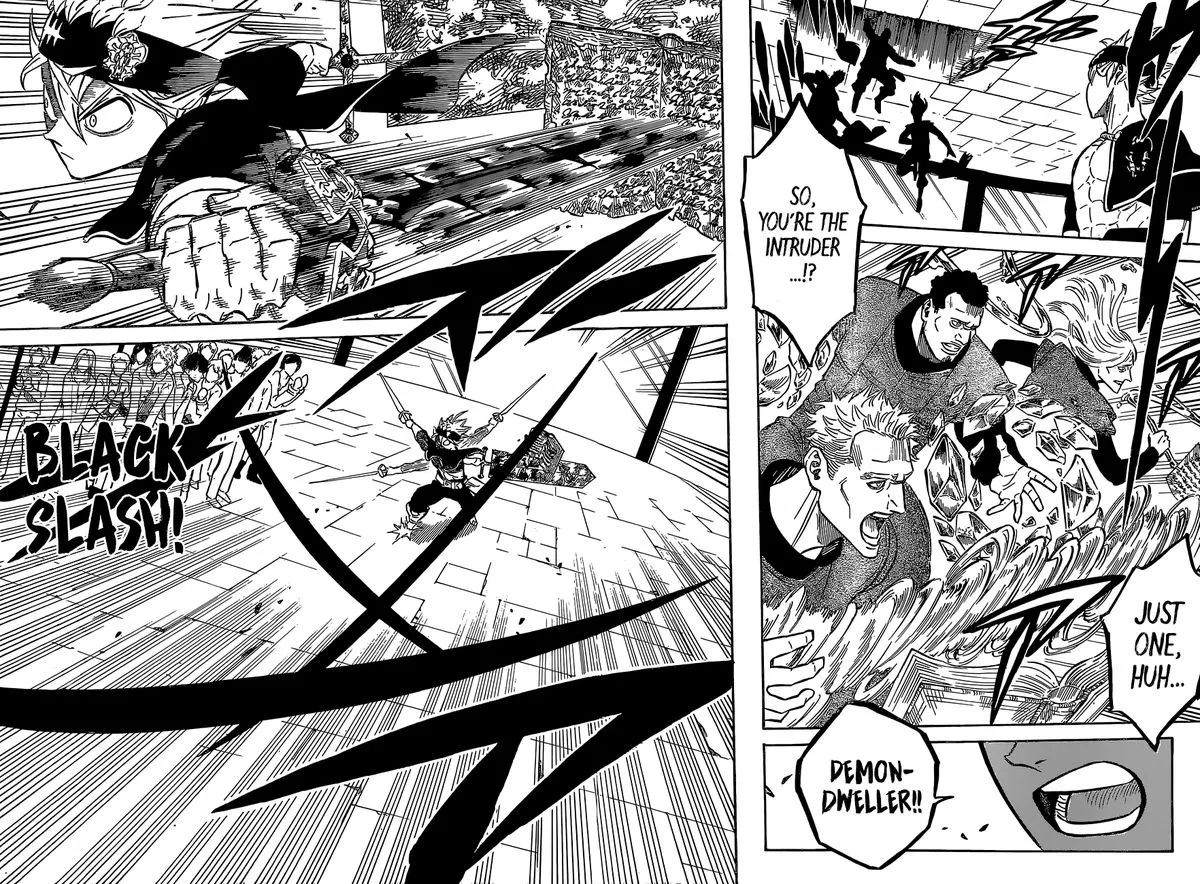 SO,
YOU'RE THE
INTRUDER
...!?
JUST
ONE,
HUH...
DEMON-
DWELLER!!
BLACK
SLASH!